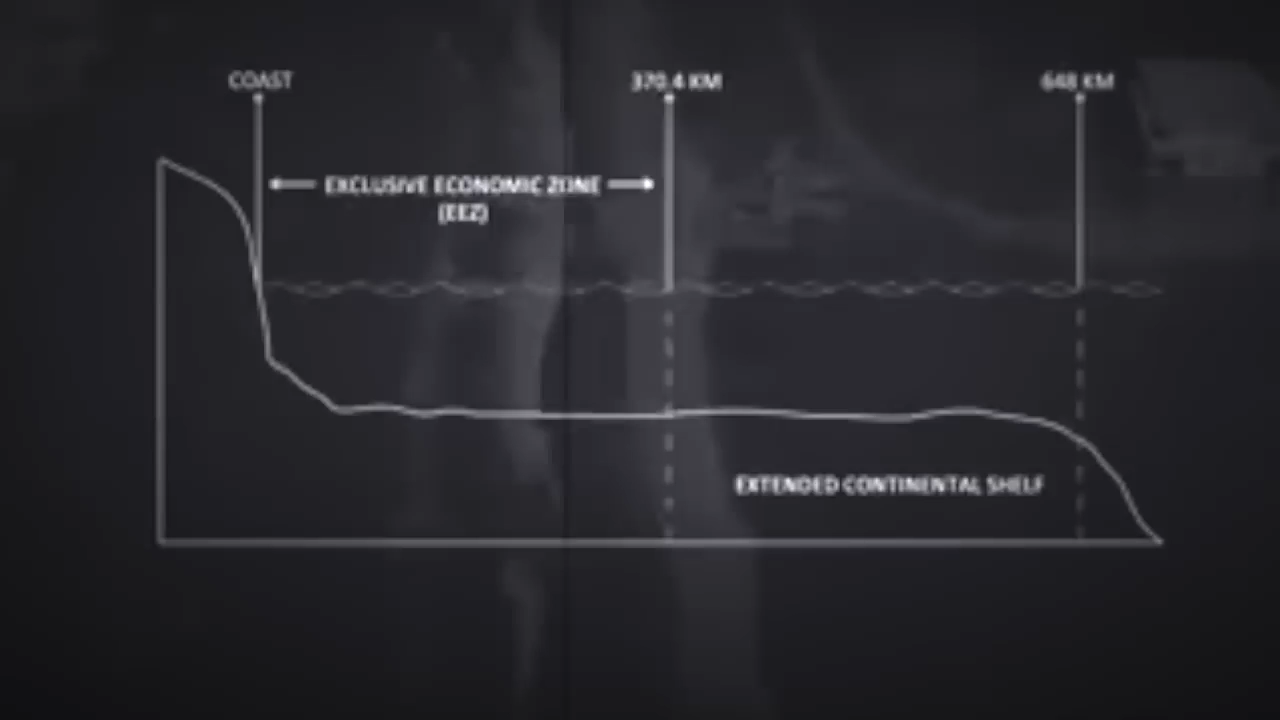 COAST
370.4 KM
648 KM
EXCLUSIVE ECONOMIC ZONE
(EEZ)
EXTENDED CONTINENTAL SHELF